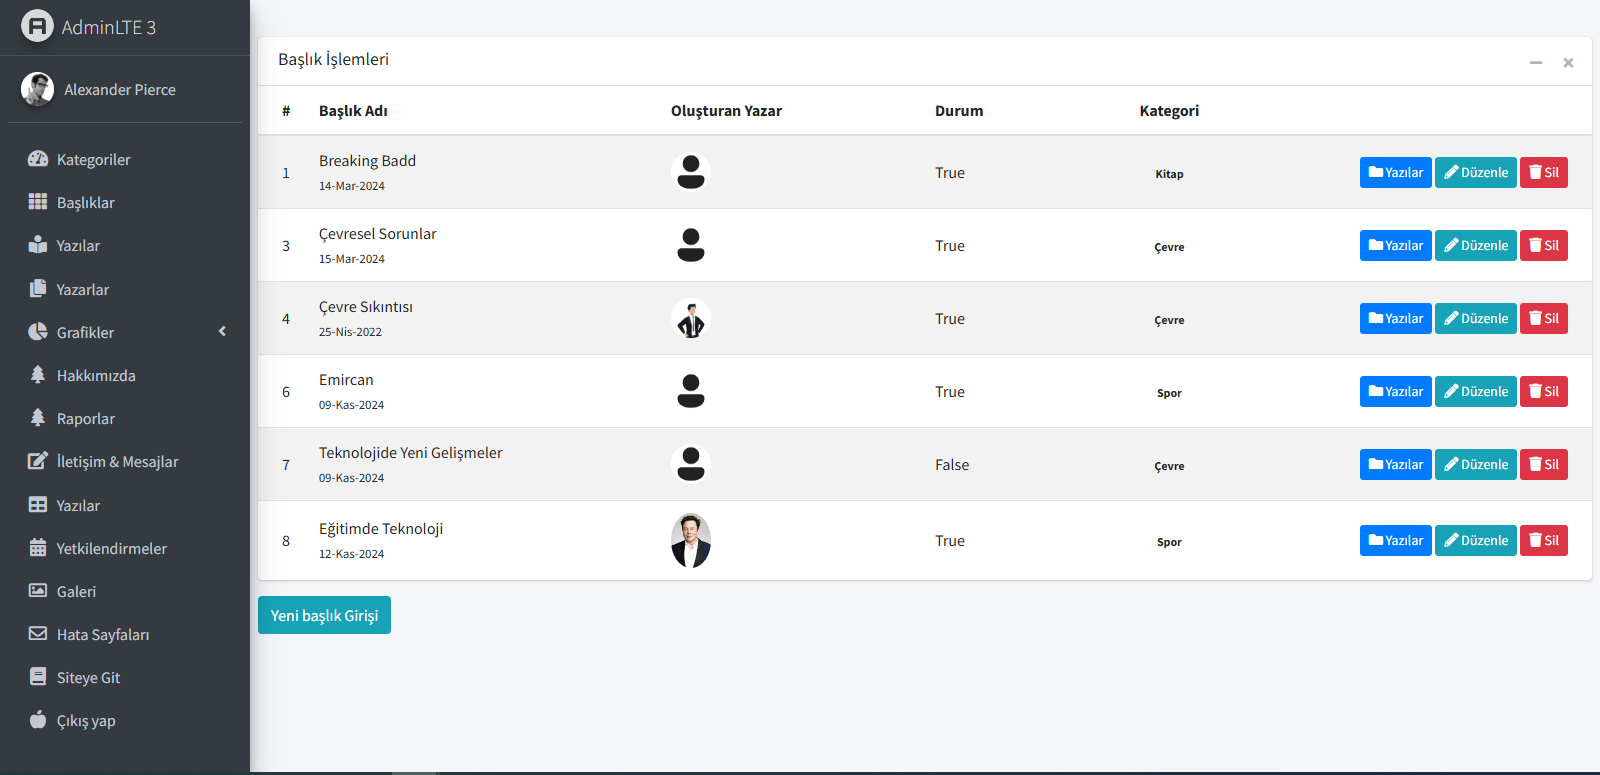 AdminLTE 3
Alexander Pierce
Kategoriler
Başlıklar
Yazılar
Yazarlar
Grafikler
Hakkımızda
Raporlar
İletişim & Mesajlar
Yazılar
Yetkilendirmeler
Galeri
Hata Sayfaları
Siteye Git
Çıkış yap
Başlık İşlemleri
# Başlık Adı Oluşturan Yazar Durum Kategori
1 Breaking Badd True Kitap Yazılar Düzenle Sil
14-Mar-2024
3 Çevresel Sorunlar True Çevre Yazılar Düzenle Sil
15-Mar-2024
4 Çevre Sıkıntısı True Çevre Yazılar Düzenle Sil
25-Nis-2022
6 Emircan True Spor Yazılar Düzenle Sil
09-Kas-2024
7 Teknolojide Yeni Gelişmeler False Çevre Yazılar Düzenle Sil
09-Kas-2024
8 Eğitimde Teknoloji True Spor Yazılar Düzenle Sil
12-Kas-2024
Yeni başlık Girişi